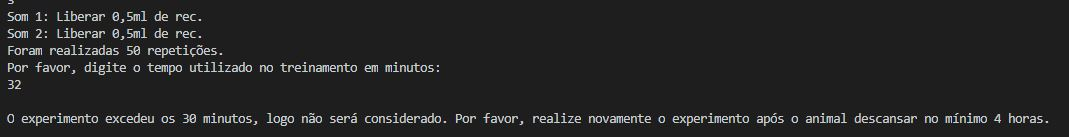 3
Som 1: Liberar 0,5ml de rec.
Som 2: Liberar 0,5ml de rec.
Foram realizadas 50 repetições.
Por favor, digite o tempo utilizado no treinamento em minutos:
32
O experimento excedeu os 30 minutos, logo não será considerado. Por favor, realize novamente o experimento após o animal descansar no mínimo 4 horas.